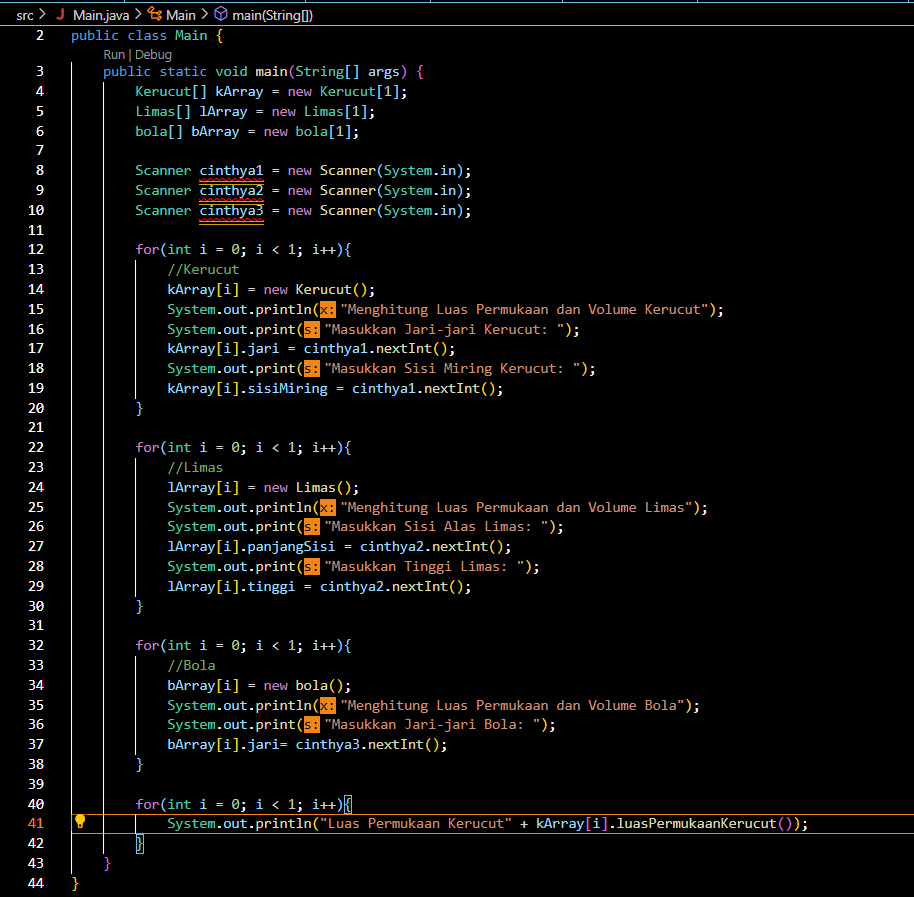 src > J Main.java > Main > main(String[])
2 public class Main {
Run | Debug
3 public static void main(String[] args) {
4 Kerucut[] kArray = new Kerucut[1];
5 Limas[] lArray = new Limas[1];
6 bola[] bArray = new bola[1];
7
8 Scanner cinthya1 = new Scanner(System.in);
9 Scanner cinthya2 = new Scanner(System.in);
10 Scanner cinthya3 = new Scanner(System.in);
11
12 for(int i = 0; i < 1; i++){
13 //Kerucut
14 kArray[i] = new Kerucut();
15 System.out.println(x: "Menghitung Luas Permukaan dan Volume Kerucut");
16 System.out.print(s: "Masukkan Jari-jari Kerucut: ");
17 kArray[i].jari = cinthya1.nextInt();
18 System.out.print(s: "Masukkan Sisi Miring Kerucut: ");
19 kArray[i].sisiMiring = cinthya1.nextInt();
20 }
21
22 for(int i = 0; i < 1; i++){
23 //Limas
24 lArray[i] = new Limas();
25 System.out.println(x: "Menghitung Luas Permukaan dan Volume Limas");
26 System.out.print(s: "Masukkan Sisi Alas Limas: ");
27 lArray[i].panjangSisi = cinthya2.nextInt();
28 System.out.print(s: "Masukkan Tinggi Limas: ");
29 lArray[i].tinggi = cinthya2.nextInt();
30 }
31
32 for(int i = 0; i < 1; i++){
33 //Bola
34 bArray[i] = new bola();
35 System.out.println(x: "Menghitung Luas Permukaan dan Volume Bola");
36 System.out.print(s: "Masukkan Jari-jari Bola: ");
37 bArray[i].jari= cinthya3.nextInt();
38 }
39
40 for(int i = 0; i < 1; i++){
41 System.out.println("Luas Permukaan Kerucut" + kArray[i].luasPermukaanKerucut());
42 }
43 }
44 }